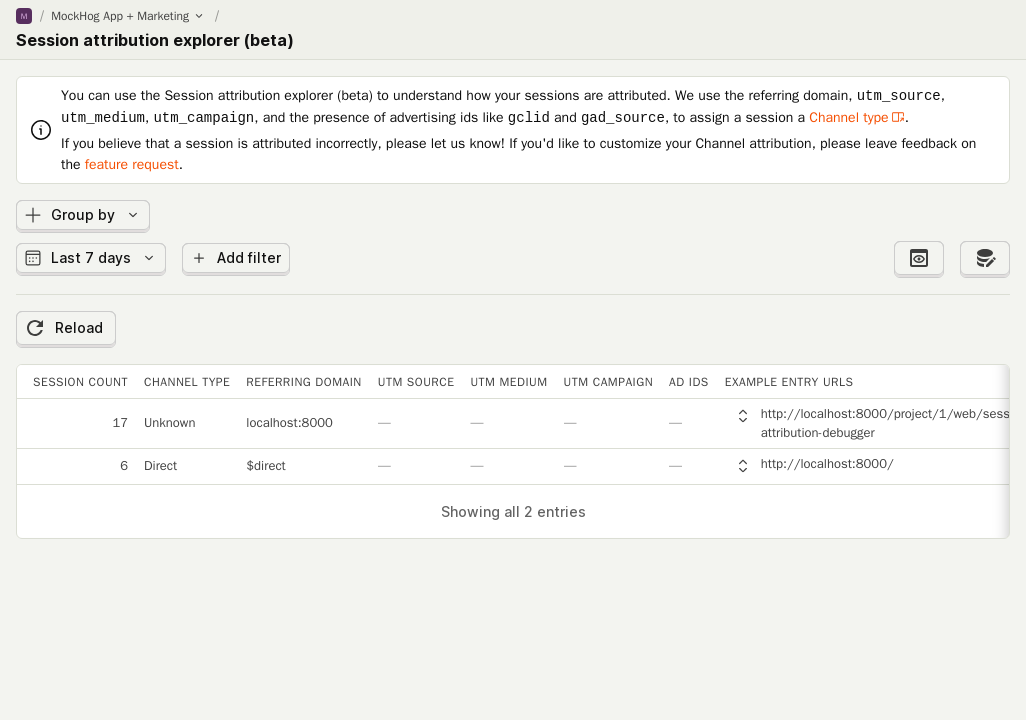 M / MockHog App + Marketing /
Session attribution explorer (beta)
You can use the Session attribution explorer (beta) to understand how your sessions are attributed. We use the referring domain, utm_source,
utm_medium, utm_campaign, and the presence of advertising ids like gclid and gad_source, to assign a session a Channel type.
If you believe that a session is attributed incorrectly, please let us know! If you'd like to customize your Channel attribution, please leave feedback on
the feature request.
Group by
Last 7 days Add filter
Reload
SESSION COUNT CHANNEL TYPE REFERRING DOMAIN UTM SOURCE UTM MEDIUM UTM CAMPAIGN AD IDS EXAMPLE ENTRY URLS
17 Unknown localhost:8000 — — — — http://localhost:8000/project/1/web/sess
attribution-debugger
6 Direct $direct — — — — http://localhost:8000/
Showing all 2 entries